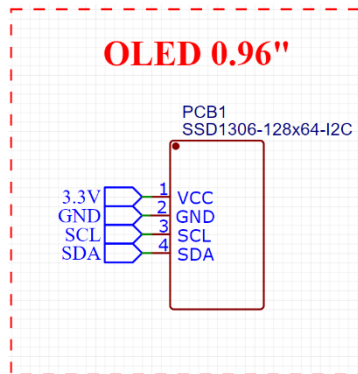 OLED 0.96"
PCB1
SSD1306-128x64-I2C
3.3V 1 VCC
GND 2 GND
SCL 3 SCL
SDA 4 SDA